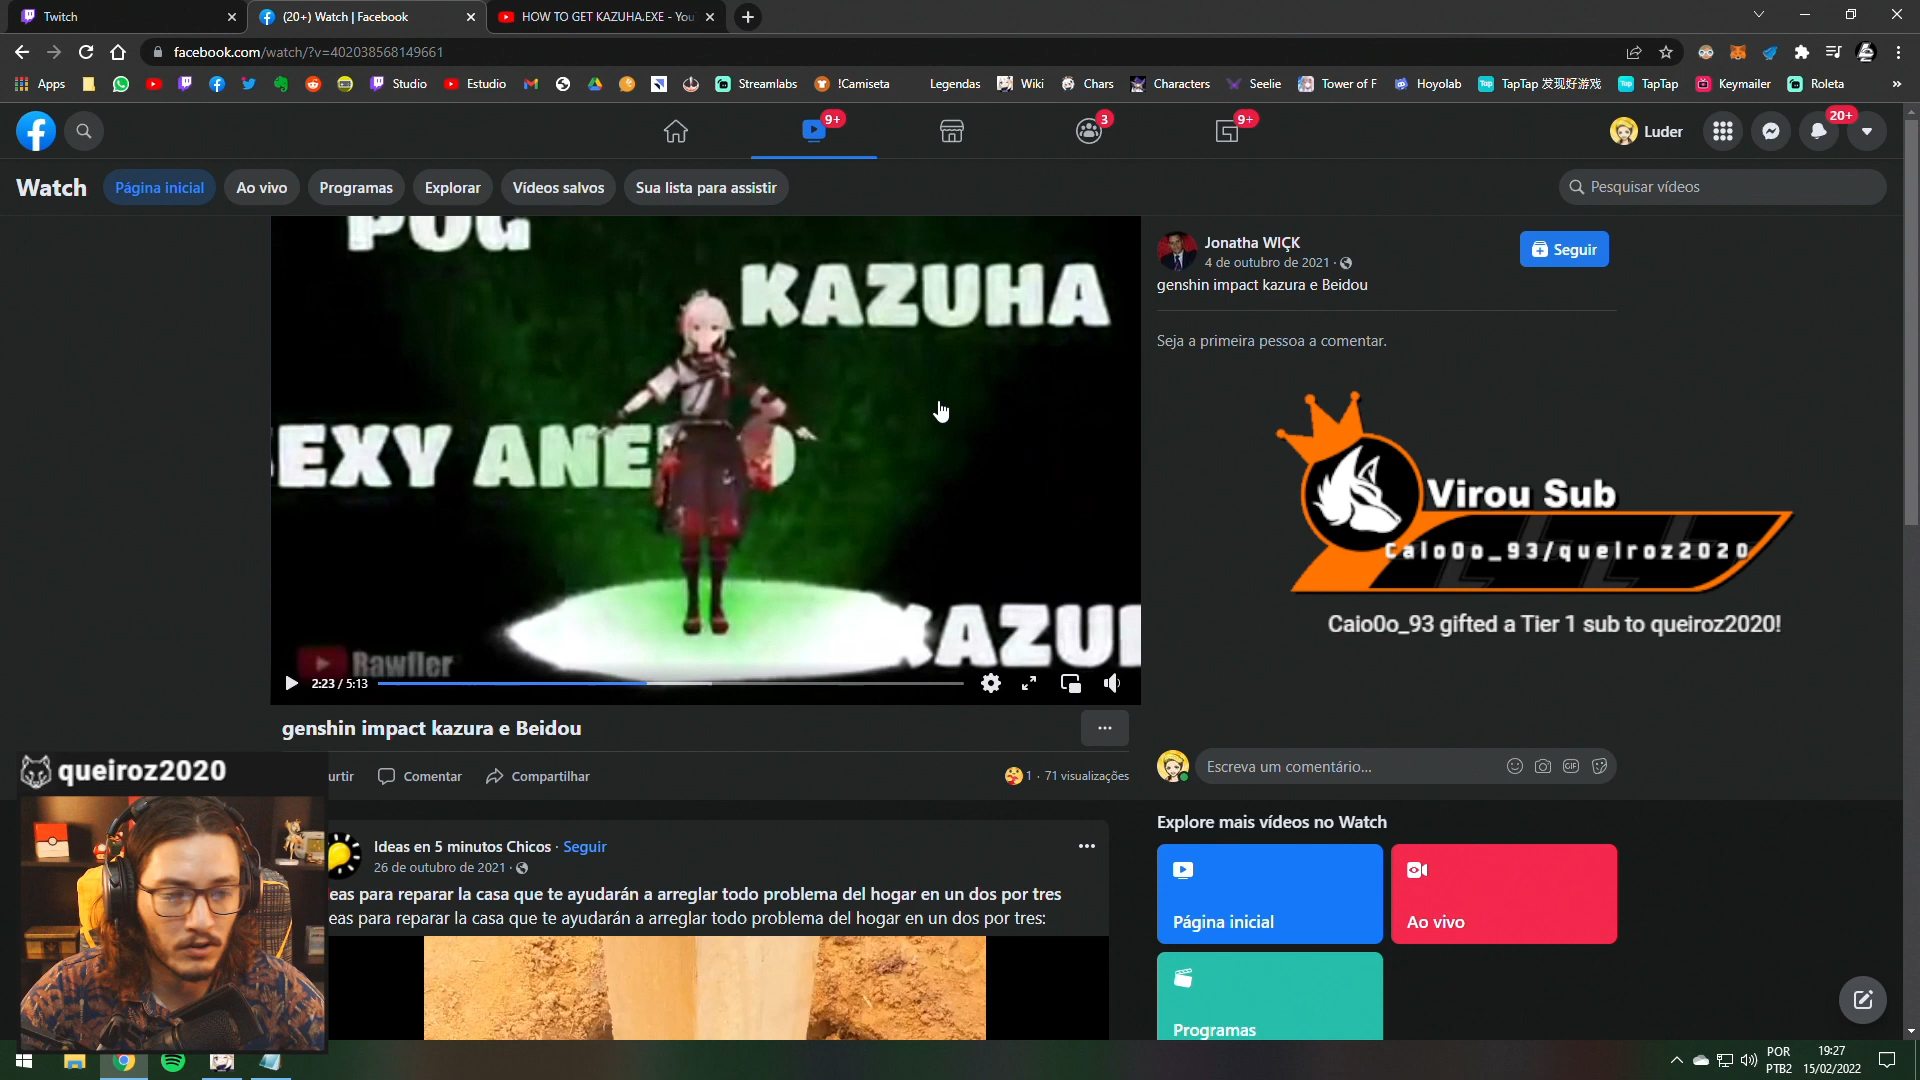 Twitch
(20+) Watch | Facebook
HOW TO GET KAZUHA.EXE - You
facebook.com/watch/?v=402038568149661
Apps
Studio
Estudio
Streamlabs
!Camiseta
Legendas
Wiki
Chars
Characters
Seelie
Tower of F
Hoyolab
TapTap 发现好游戏
TapTap
Keymailer
Roleta
»
9+
3
9+
Luder
20+
Watch
Página inicial
Ao vivo
Programas
Explorar
Vídeos salvos
Sua lista para assistir
Pesquisar vídeos
POG
KAZUHA
EXY ANEMO
KAZU
Rawfler
2:23 / 5:13
Jonatha WIÇK
4 de outubro de 2021 ·
Seguir
genshin impact kazura e Beidou
Seja a primeira pessoa a comentar.
Virou Sub
Caio0o_93/queiroz2020
Caio0o_93 gifted a Tier 1 sub to queiroz2020!
genshin impact kazura e Beidou
urtir
Comentar
Compartilhar
1 · 71 visualizações
Escreva um comentário...
GIF
queiroz2020
Ideas en 5 minutos Chicos · Seguir
26 de outubro de 2021 ·
eas para reparar la casa que te ayudarán a arreglar todo problema del hogar en un dos por tres
eas para reparar la casa que te ayudarán a arreglar todo problema del hogar en un dos por tres:
Explore mais vídeos no Watch
Página inicial
Ao vivo
Programas
POR
PTB2
19:27
15/02/2022